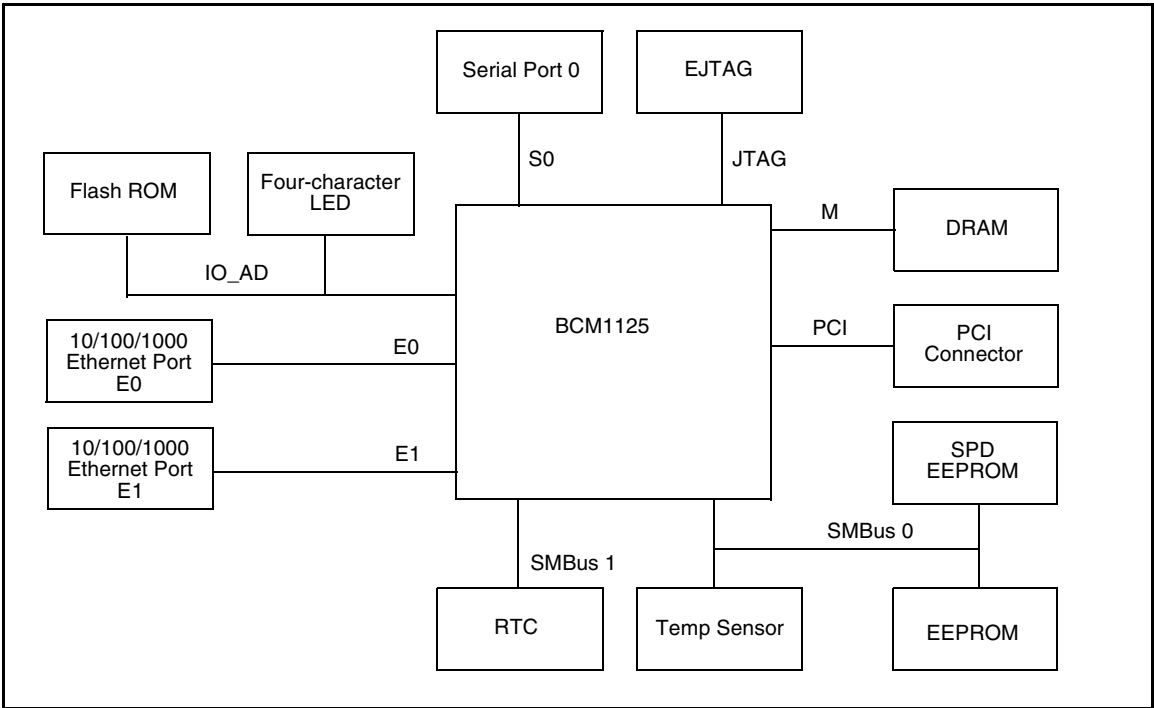 Serial Port 0
EJTAG
S0
JTAG
Flash ROM
Four-character
LED
M
DRAM
IO_AD
BCM1125
PCI
PCI
Connector
10/100/1000
Ethernet Port
E0
E0
10/100/1000
Ethernet Port
E1
E1
SPD
EEPROM
SMBus 0
SMBus 1
RTC
Temp Sensor
EEPROM